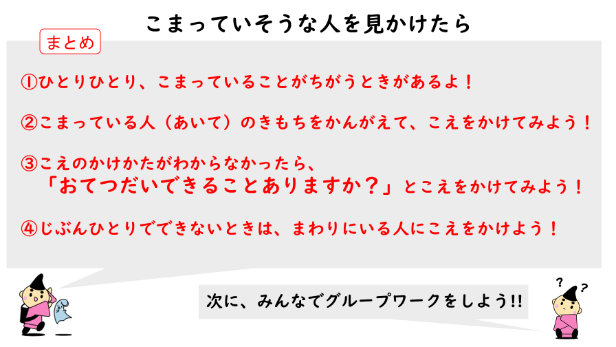 こまっていそうな人を見かけたら
まとめ
①ひとりひとり、こまっていることがちがうときがあるよ！
②こまっている人（あいて）のきもちをかんがえて、こえをかけてみよう！
③こえのかけかたがわからなかったら、
「おてつだいできることありますか？」とこえをかけてみよう！
④じぶんひとりでできないときは、まわりにいる人にこえをかけよう！
? ?
次に、みんなでグループワークをしよう!!